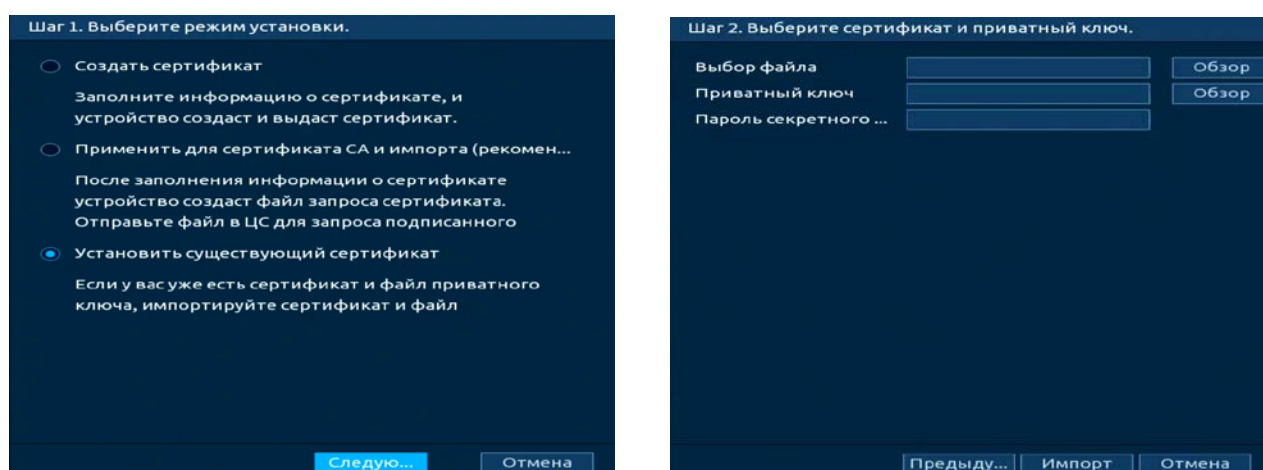 Шаг 1. Выберите режим установки.
Создать сертификат
Заполните информацию о сертификате, и
устройство создаст и выдаст сертификат.
Применить для сертификата CA и импорта (рекомен...
После заполнения информации о сертификате
устройство создаст файл запроса сертификата.
Отправьте файл в ЦС для запроса подписанного
Установить существующий сертификат
Если у вас уже есть сертификат и файл приватного
ключа, импортируйте сертификат и файл
Следую... Отмена
Шаг 2. Выберите сертификат и приватный ключ.
Выбор файла Обзор
Приватный ключ Обзор
Пароль секретного ...
Предыду... Импорт Отмена